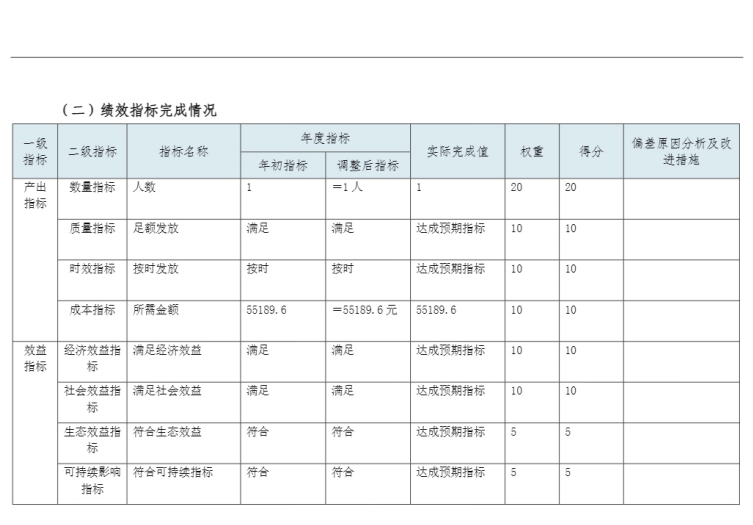 （二）绩效指标完成情况
一级指标 二级指标 指标名称 年度指标 实际完成值 权重 得分 偏差原因分析及改进措施
年初指标 调整后指标
产出指标 数量指标 人数 1 ＝1人 1 20 20
质量指标 足额发放 满足 满足 达成预期指标 10 10
时效指标 按时发放 按时 按时 达成预期指标 10 10
成本指标 所需金额 55189.6 ＝55189.6元 55189.6 10 10
效益指标 经济效益指标 满足经济效益 满足 满足 达成预期指标 10 10
社会效益指标 满足社会效益 满足 满足 达成预期指标 10 10
生态效益指标 符合生态效益 符合 符合 达成预期指标 5 5
可持续影响指标 符合可持续指标 符合 符合 达成预期指标 5 5